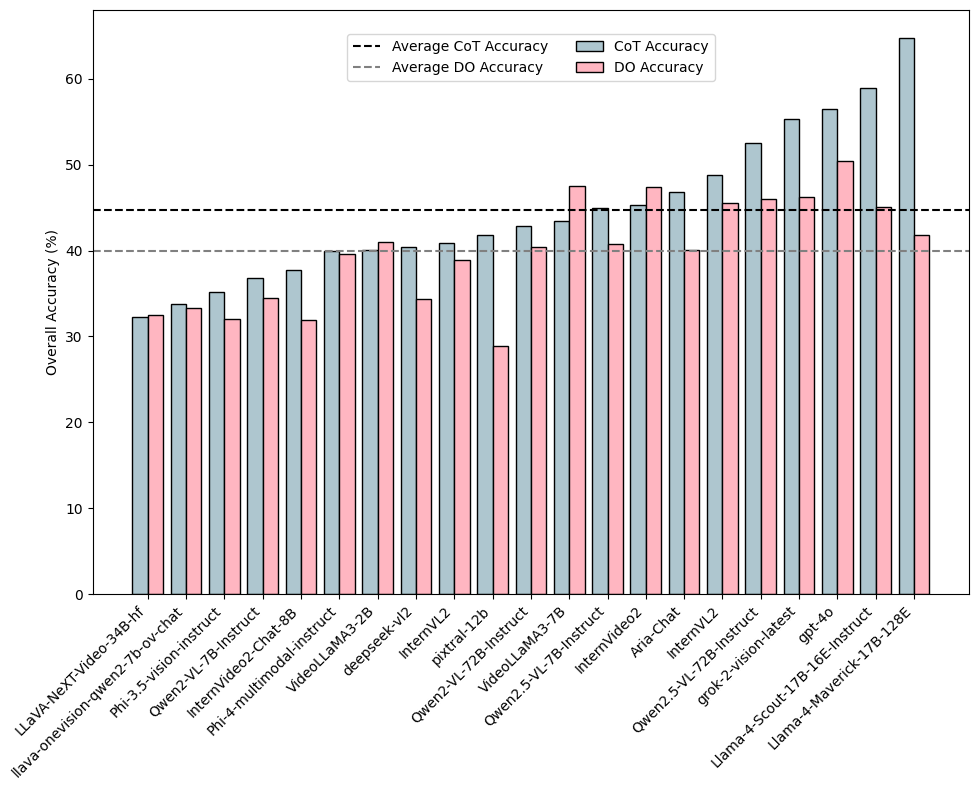 Average CoT Accuracy
Average DO Accuracy
CoT Accuracy
DO Accuracy
Overall Accuracy (%)
60
50
40
30
20
10
0
LLaVA-NeXT-Video-34B-hf
llava-onevision-qwen2-7b-ov-chat
Phi-3.5-vision-instruct
Qwen2-VL-7B-Instruct
InternVideo2-Chat-8B
Phi-4-multimodal-instruct
VideoLLaMA3-2B
deepseek-vl2
InternVL2
pixtral-12b
Qwen2-VL-72B-Instruct
VideoLLaMA3-7B
Qwen2.5-VL-7B-Instruct
InternVideo2
Aria-Chat
InternVL2
Qwen2.5-VL-72B-Instruct
grok-2-vision-latest
gpt-4o
Llama-4-Scout-17B-16E-Instruct
Llama-4-Maverick-17B-128E